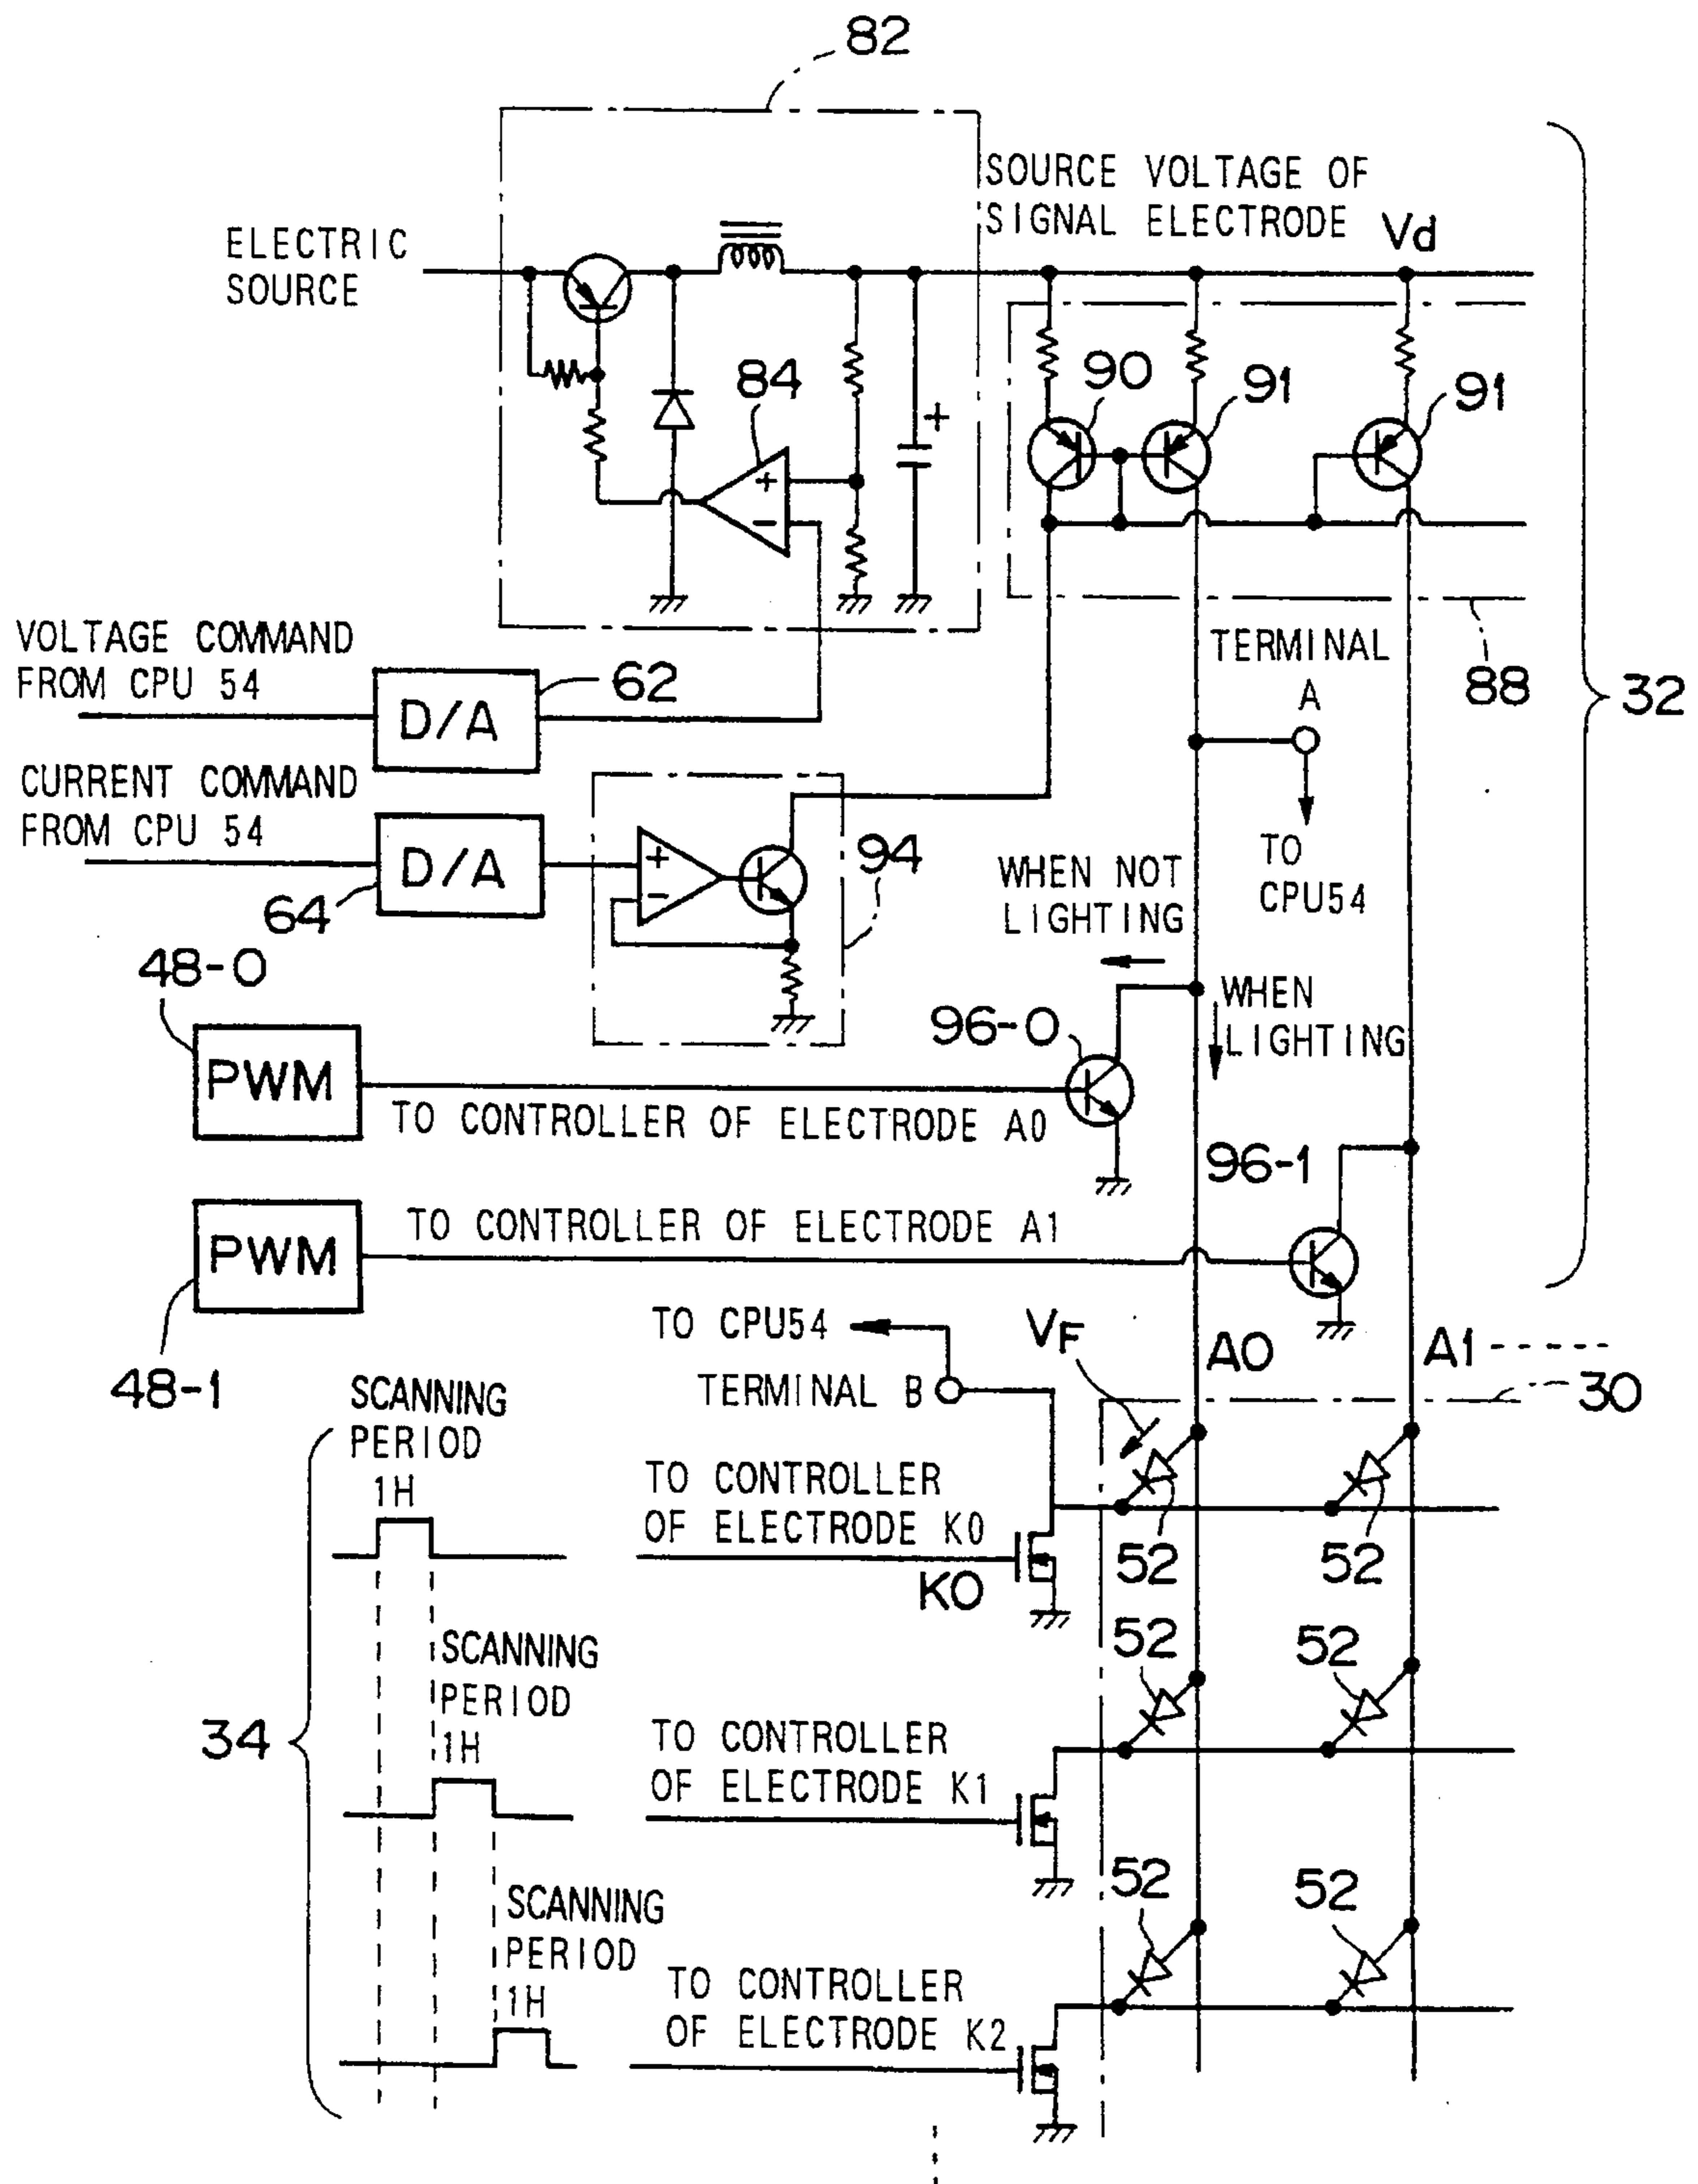 82
SOURCE VOLTAGE OF
SIGNAL ELECTRODE
Vd
ELECTRIC
SOURCE
84
+
−
+
90
91
91
VOLTAGE COMMAND
FROM CPU 54
D/A
62
TERMINAL
A
88
32
CURRENT COMMAND
FROM CPU 54
D/A
64
+
−
94
TO
CPU54
WHEN NOT
LIGHTING
48-0
PWM
96-0
WHEN
LIGHTING
TO CONTROLLER OF ELECTRODE A0
96-1
PWM
TO CONTROLLER OF ELECTRODE A1
48-1
TO CPU54
VF
A0
A1
TERMINAL B
30
SCANNING
PERIOD
1H
TO CONTROLLER
OF ELECTRODE K0
K0
52
52
SCANNING
PERIOD
1H
52
52
34
TO CONTROLLER
OF ELECTRODE K1
52
52
SCANNING
PERIOD
1H
TO CONTROLLER
OF ELECTRODE K2